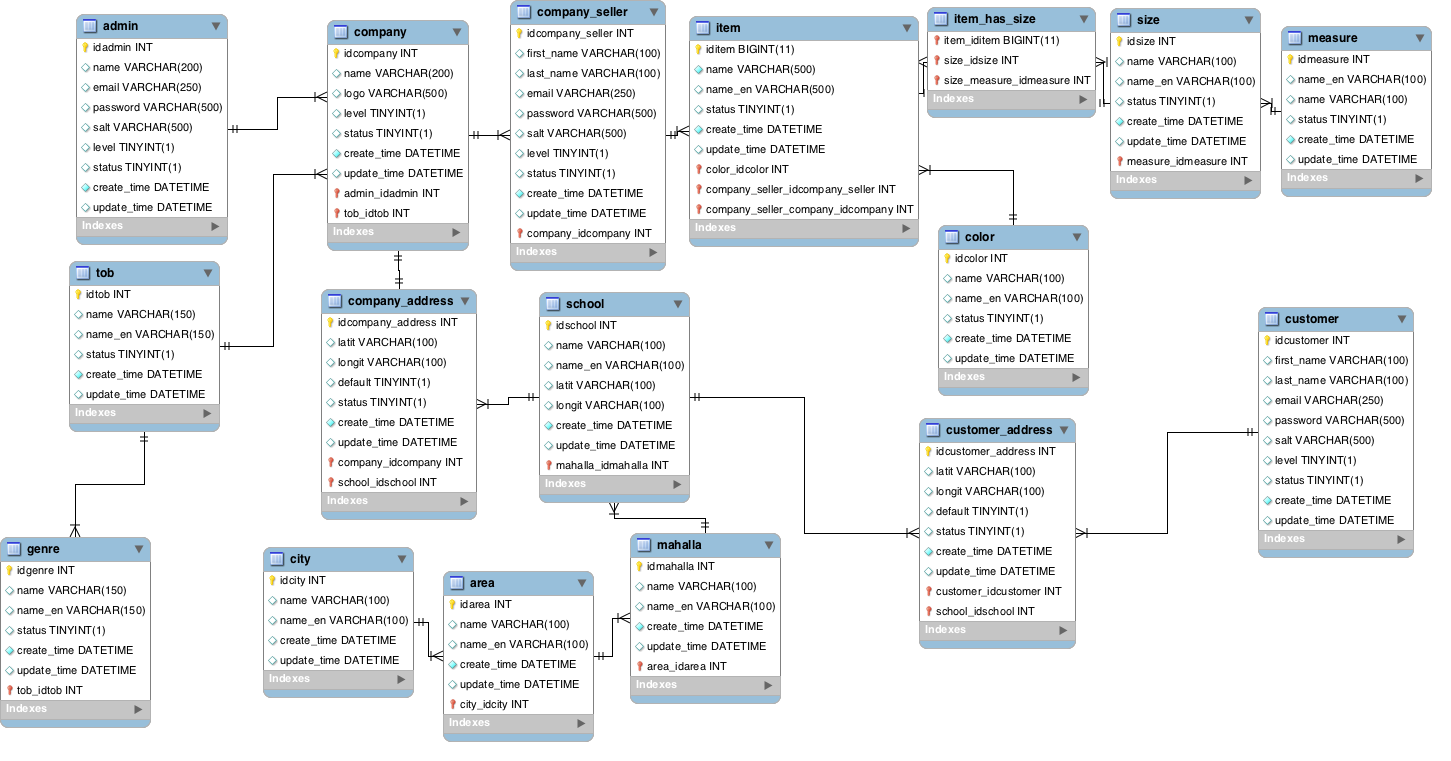 admin
idadmin INT
name VARCHAR(200)
email VARCHAR(250)
password VARCHAR(500)
salt VARCHAR(500)
level TINYINT(1)
status TINYINT(1)
create_time DATETIME
update_time DATETIME
Indexes
company
idcompany INT
name VARCHAR(200)
logo VARCHAR(500)
level TINYINT(1)
status TINYINT(1)
create_time DATETIME
update_time DATETIME
admin_idadmin INT
tob_idtob INT
Indexes
company_seller
idcompany_seller INT
first_name VARCHAR(100)
last_name VARCHAR(100)
email VARCHAR(250)
password VARCHAR(500)
salt VARCHAR(500)
level TINYINT(1)
status TINYINT(1)
create_time DATETIME
update_time DATETIME
company_idcompany INT
Indexes
item
iditem BIGINT(11)
name VARCHAR(500)
name_en VARCHAR(500)
status TINYINT(1)
create_time DATETIME
update_time DATETIME
color_idcolor INT
company_seller_idcompany_seller INT
company_seller_company_idcompany INT
Indexes
item_has_size
item_iditem BIGINT(11)
size_idsize INT
size_measure_idmeasure INT
Indexes
size
idsize INT
name VARCHAR(100)
name_en VARCHAR(100)
status TINYINT(1)
create_time DATETIME
update_time DATETIME
measure_idmeasure INT
Indexes
measure
idmeasure INT
name_en VARCHAR(100)
name VARCHAR(100)
status TINYINT(1)
create_time DATETIME
update_time DATETIME
Indexes
tob
idtob INT
name VARCHAR(150)
name_en VARCHAR(150)
status TINYINT(1)
create_time DATETIME
update_time DATETIME
Indexes
company_address
idcompany_address INT
latit VARCHAR(100)
longit VARCHAR(100)
default TINYINT(1)
status TINYINT(1)
create_time DATETIME
update_time DATETIME
company_idcompany INT
school_idschool INT
Indexes
school
idschool INT
name VARCHAR(100)
name_en VARCHAR(100)
latit VARCHAR(100)
longit VARCHAR(100)
create_time DATETIME
update_time DATETIME
mahalla_idmahalla INT
Indexes
color
idcolor INT
name VARCHAR(100)
name_en VARCHAR(100)
status TINYINT(1)
create_time DATETIME
update_time DATETIME
Indexes
customer
idcustomer INT
first_name VARCHAR(100)
last_name VARCHAR(100)
email VARCHAR(250)
password VARCHAR(500)
salt VARCHAR(500)
level TINYINT(1)
status TINYINT(1)
create_time DATETIME
update_time DATETIME
Indexes
customer_address
idcustomer_address INT
latit VARCHAR(100)
longit VARCHAR(100)
default TINYINT(1)
status TINYINT(1)
create_time DATETIME
update_time DATETIME
customer_idcustomer INT
school_idschool INT
Indexes
genre
idgenre INT
name VARCHAR(150)
name_en VARCHAR(150)
status TINYINT(1)
create_time DATETIME
update_time DATETIME
tob_idtob INT
Indexes
city
idcity INT
name VARCHAR(100)
name_en VARCHAR(100)
create_time DATETIME
update_time DATETIME
Indexes
area
idarea INT
name VARCHAR(100)
name_en VARCHAR(100)
create_time DATETIME
update_time DATETIME
city_idcity INT
Indexes
mahalla
idmahalla INT
name VARCHAR(100)
name_en VARCHAR(100)
create_time DATETIME
update_time DATETIME
area_idarea INT
Indexes